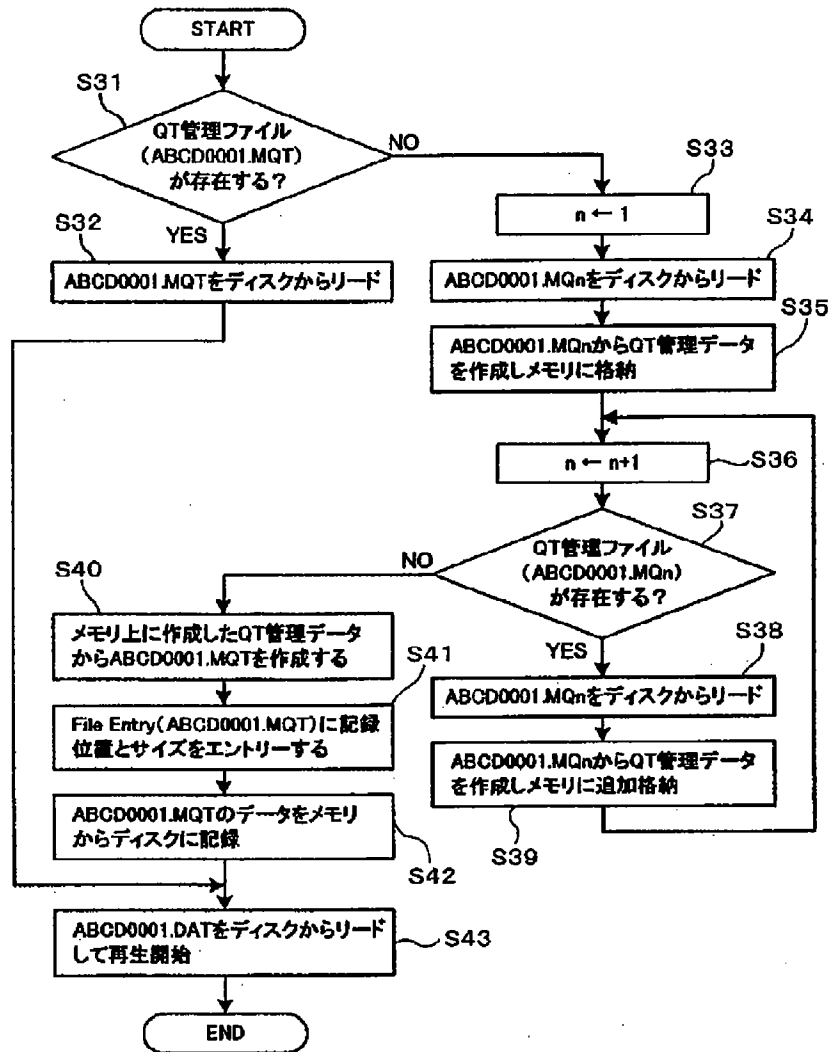 START
S31
QT管理ファイル
(ABCD0001.MQT)
が存在する?
NO
YES
S32
ABCD0001.MQTをディスクからリード
S33
n ← 1
S34
ABCD0001.MQnをディスクからリード
S35
ABCD0001.MQnからQT管理データ
を作成しメモリに格納
n ← n+1
S36
S37
QT管理ファイル
(ABCD0001.MQn)
が存在する?
NO
YES
S38
ABCD0001.MQnをディスクからリード
ABCD0001.MQnからQT管理データ
を作成しメモリに追加格納
S39
S40
メモリ上に作成したQT管理データ
からABCD0001.MQTを作成する
S41
File Entry(ABCD0001.MQT)に記録
位置とサイズをエントリーする
ABCD0001.MQTのデータをメモリ
からディスクに記録
S42
ABCD0001.DATをディスクからリード
して再生開始
S43
END